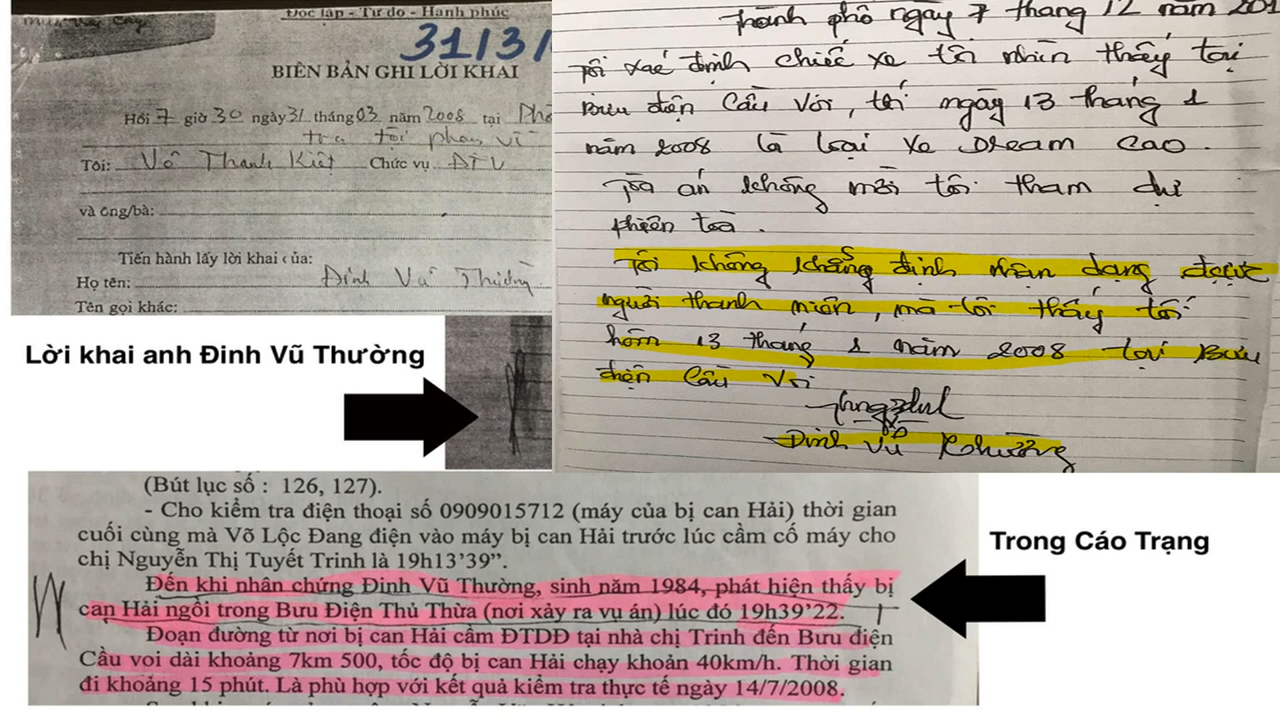 Độc lập - Tự do - Hạnh phúc
31/3/
BIÊN BẢN GHI LỜI KHAI
Hồi 7 giờ 30 ngày 31 tháng 03 năm 2008 tại
Tôi: Võ Thanh Kiệt Chức vụ ĐTV
và ông/bà:
Tiến hành lấy lời khai của:
Họ tên: Đinh Vũ Thường
Tên gọi khác:
Thành phố ngày 7 tháng 12 năm 201
Tôi xác định chiếc xe tôi nhìn thấy tại
Bưu điện Cầu Voi, tối ngày 13 tháng 1
năm 2008 là loại xe Dream cao.
Tòa án không mời tôi tham dự
phiên toà.
Tôi không khẳng định nhận dạng được
người thanh niên, mà tôi thấy tối
hôm 13 tháng 1 năm 2008 tại Bưu
điện Cầu Voi
Đinh Vũ Thường
Lời khai anh Đinh Vũ Thường
(Bút lục số : 126, 127).
- Cho kiểm tra điện thoại số 0909015712 (máy của bị can Hải) thời gian
cuối cùng mà Võ Lộc Đang điện vào máy bị can Hải trước lúc cầm cố máy cho
chị Nguyễn Thị Tuyết Trinh là 19h13’39”.
Đến khi nhân chứng Đinh Vũ Thường, sinh năm 1984, phát hiện thấy bị
can Hải ngồi trong Bưu Điện Thủ Thừa (nơi xảy ra vụ án) lúc đó 19h39’22.
Đoạn đường từ nơi bị can Hải cầm ĐTDD tại nhà chị Trinh đến Bưu điện
Cầu voi dài khoảng 7km 500, tốc độ bị can Hải chạy khoản 40km/h. Thời gian
đi khoảng 15 phút. Là phù hợp với kết quả kiểm tra thực tế ngày 14/7/2008.
Trong Cáo Trạng